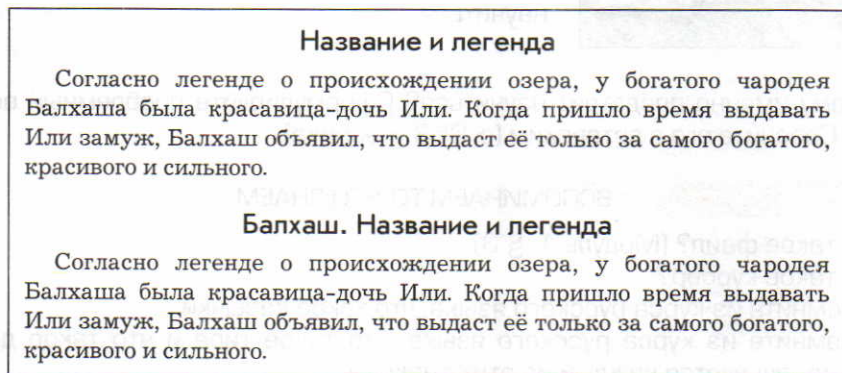 Название и легенда
Согласно легенде о происхождении озера, у богатого чародея
Балхаша была красавица-дочь Или. Когда пришло время выдавать
Или замуж, Балхаш объявил, что выдаст её только за самого богатого,
красивого и сильного.
Балхаш. Название и легенда
Согласно легенде о происхождении озера, у богатого чародея
Балхаша была красавица-дочь Или. Когда пришло время выдавать
Или замуж, Балхаш объявил, что выдаст её только за самого богатого,
красивого и сильного.